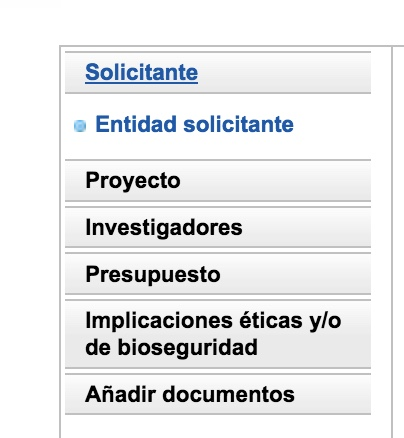 Solicitante
Entidad solicitante
Proyecto
Investigadores
Presupuesto
Implicaciones éticas y/o
de bioseguridad
Añadir documentos